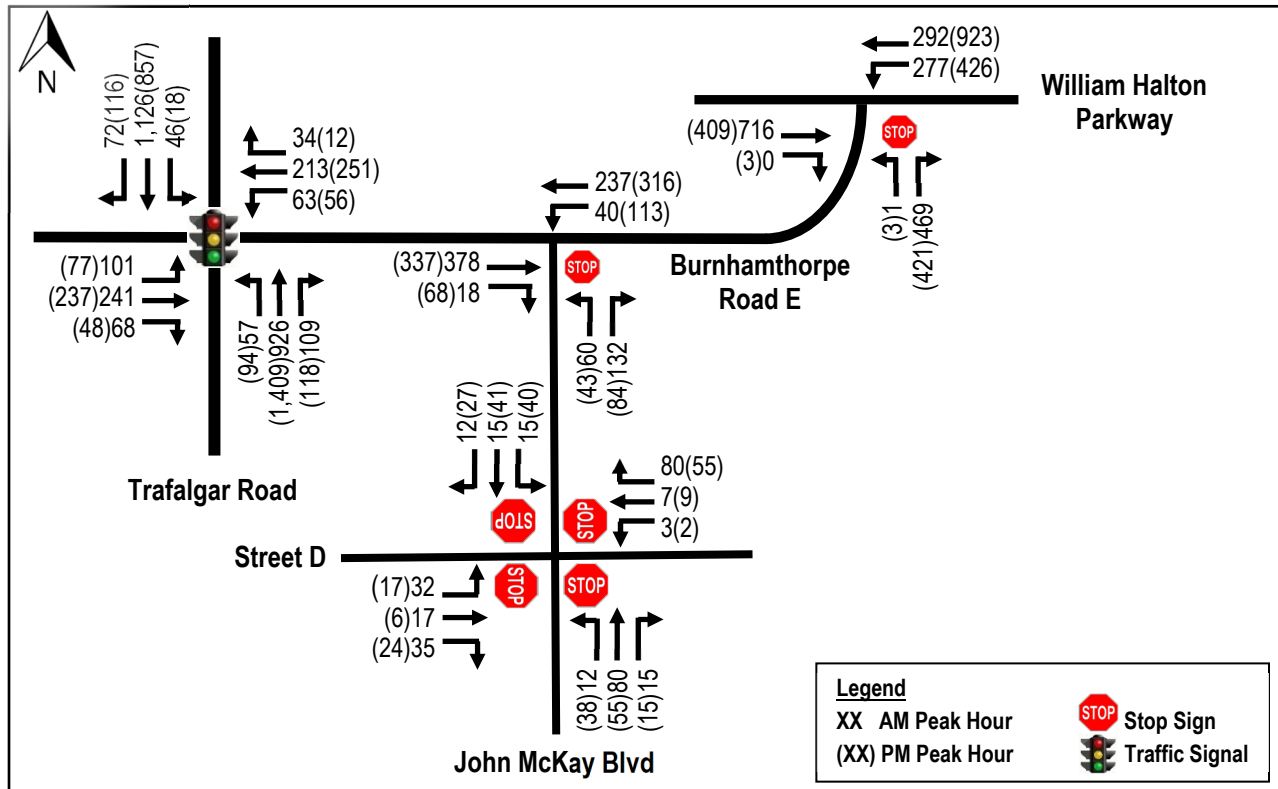 N
72(116)
1,126(857)
46(18)
34(12)
213(251)
63(56)
(77)101
(237)241
(48)68
(94)57
(1,409)926
(118)109
Trafalgar Road
237(316)
40(113)
(337)378
(68)18
STOP
(43)60
(84)132
Burnhamthorpe
Road E
292(923)
277(426)
William Halton
Parkway
(409)716
(3)0
STOP
(3)1
(421)469
12(27)
15(41)
15(40)
80(55)
7(9)
3(2)
STOP
STOP
Street D
STOP
STOP
(17)32
(6)17
(24)35
(38)12
(55)80
(15)15
John McKay Blvd
Legend
XX AM Peak Hour
(XX) PM Peak Hour
STOP Stop Sign
Traffic Signal